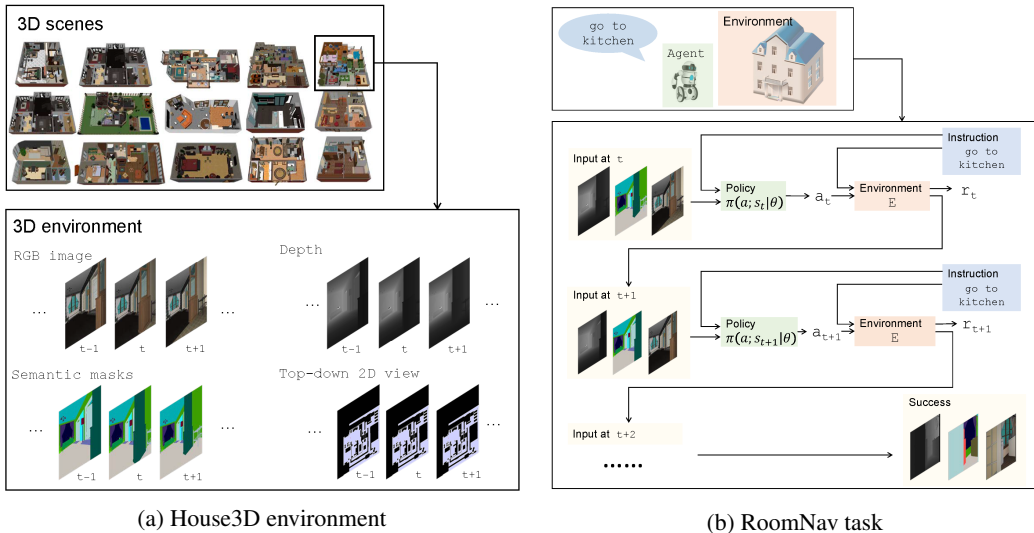 3D scenes
3D environment
RGB image
...
t-1
t
t+1
...
Depth
...
t-1
t
t+1
...
Semantic masks
...
t-1
t
t+1
...
Top-down 2D view
...
t-1
t
t+1
...
(a) House3D environment
go to
kitchen
Agent
Environment
Input at t
Policy
π(a; s_t|θ)
a_t
Environment
E
r_t
Instruction
go to
kitchen
Input at t+1
Policy
π(a; s_{t+1}|θ)
a_{t+1}
Environment
E
r_{t+1}
Instruction
go to
kitchen
Input at t+2
......
Success
(b) RoomNav task